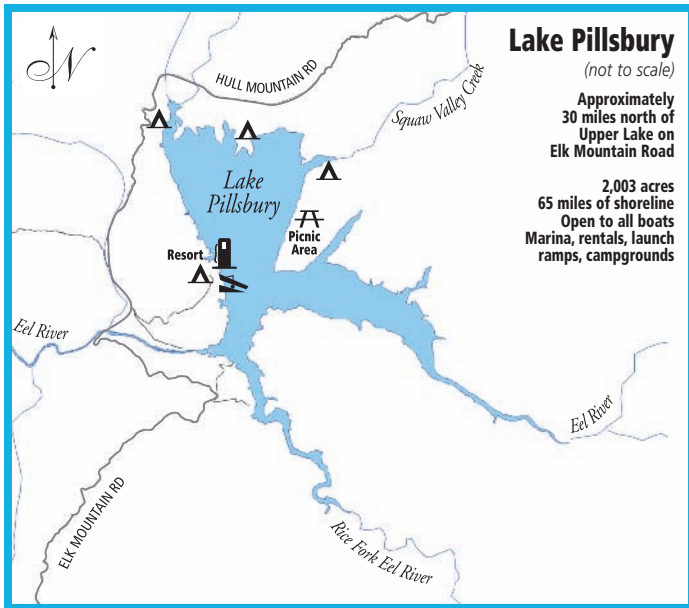 N
HULL MOUNTAIN RD
Lake Pillsbury
(not to scale)
Approximately
30 miles north of
Upper Lake on
Elk Mountain Road
2,003 acres
65 miles of shoreline
Open to all boats
Marina, rentals, launch
ramps, campgrounds
Squaw Valley Creek
Lake
Pillsbury
Picnic
Area
Resort
Eel River
Eel River
ELK MOUNTAIN RD
Rice Fork Eel River